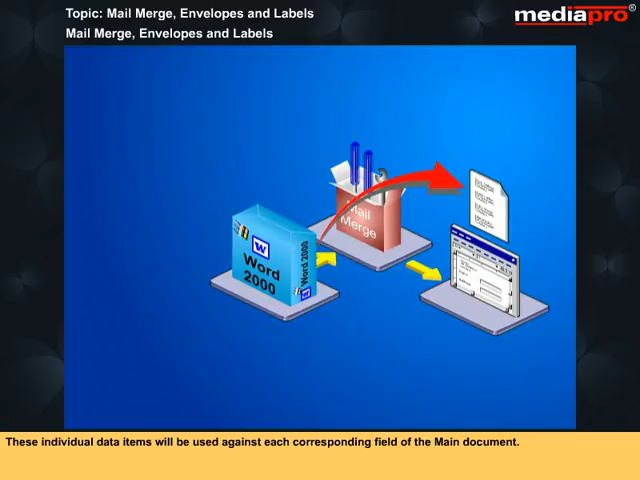 Topic: Mail Merge, Envelopes and Labels
mediapro®
Mail Merge, Envelopes and Labels
Mail
Merge
W
Word
2000
Word 2000
W
These individual data items will be used against each corresponding field of the Main document.